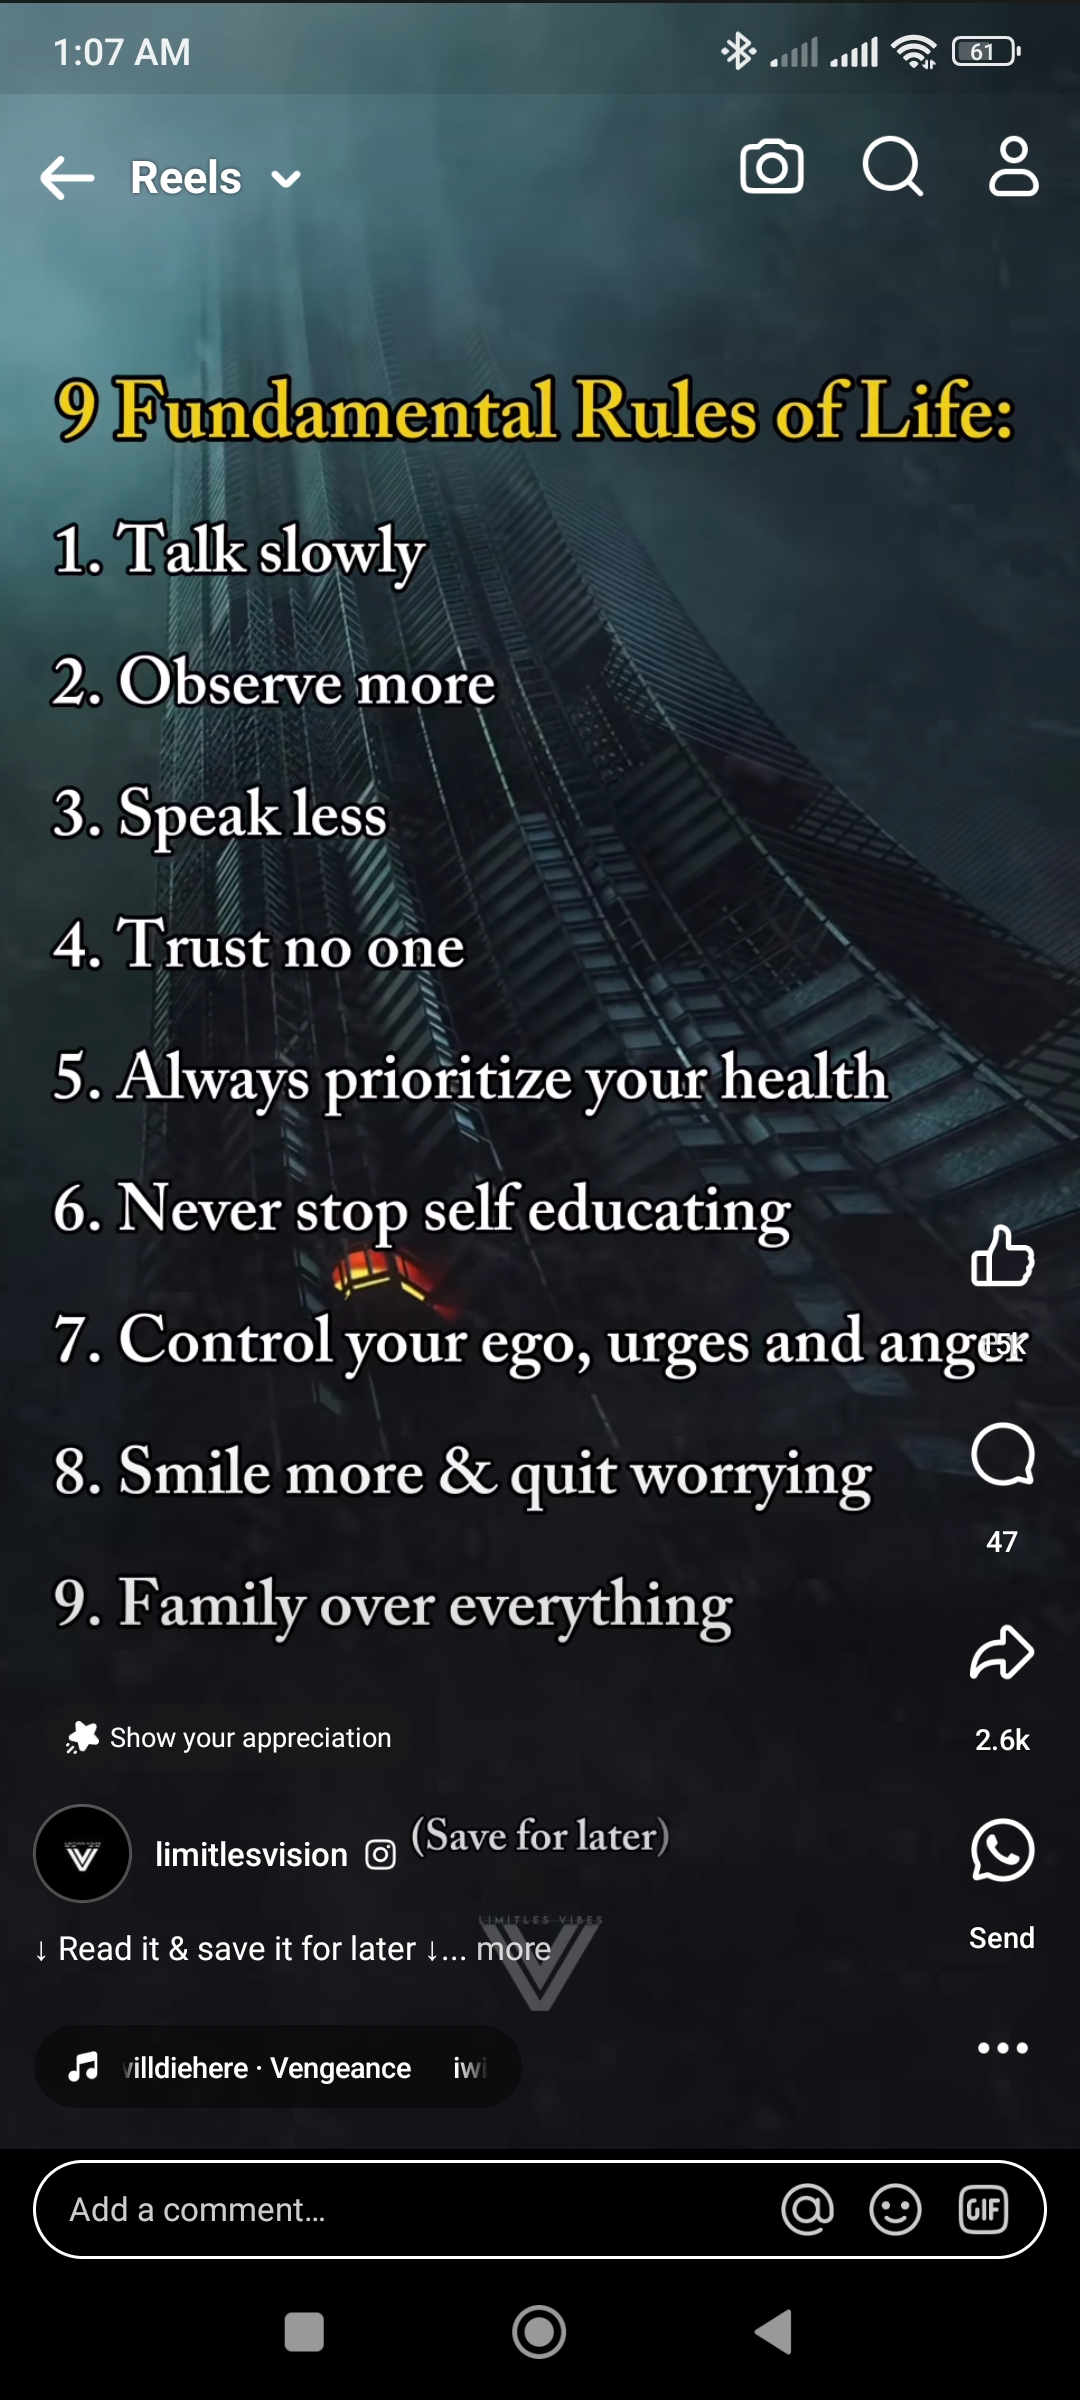 1:07 AM
61
Reels
9 Fundamental Rules of Life:
1. Talk slowly
2. Observe more
3. Speak less
4. Trust no one
5. Always prioritize your health
6. Never stop self educating
7. Control your ego, urges and anger
15K
8. Smile more & quit worrying
47
9. Family over everything
2.6k
Show your appreciation
limitlesvision
(Save for later)
LIMITLES VIBES
↓ Read it & save it for later ↓... more
Send
villdiehere · Vengeance iwi
Add a comment...
GIF